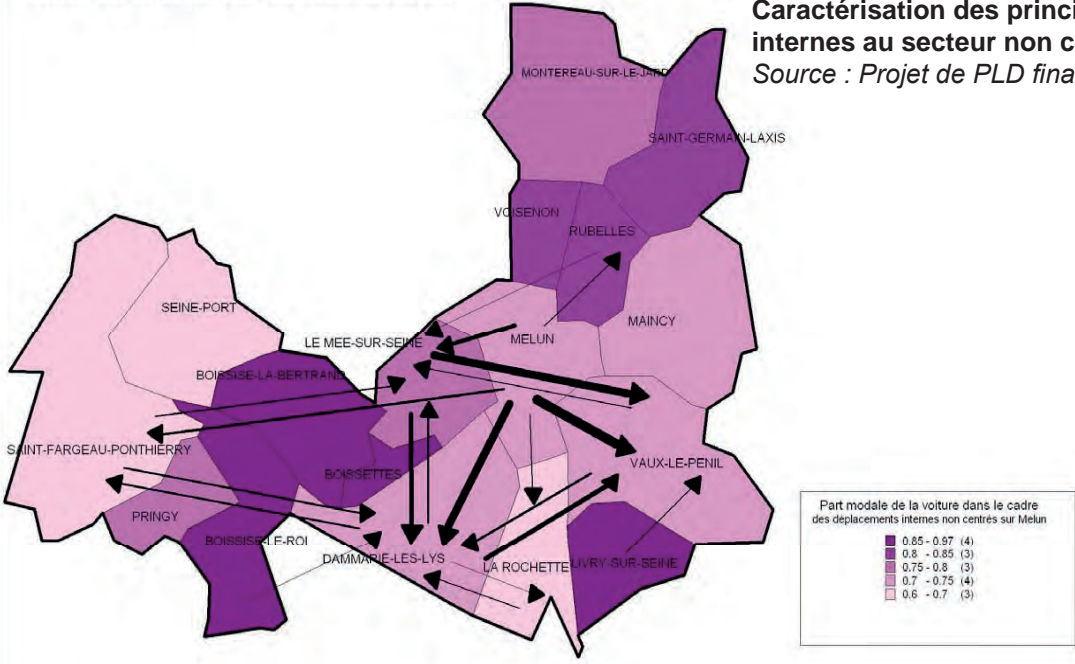 Caractérisation des princi
internes au secteur non c
Source : Projet de PLD fina
MONTEREAU-SUR-LE-JARD
SAINT-GERMAIN-LAXIS
VOISENON
RUBELLES
SEINE-PORT
MAINCY
LE MEE-SUR-SEINE
MELUN
BOISSISE-LA-BERTRAND
SAINT-FARGEAU-PONTHIERRY
VAUX-LE-PENIL
BOISSETTES
PRINGY
BOISSISE-LE-ROI
DAMMARIE-LES-LYS
LA ROCHETTE
LIVRY-SUR-SEINE
Part modale de la voiture dans le cadre
des déplacements internes non centrés sur Melun
0.85 - 0.97 (4)
0.8 - 0.85 (3)
0.75 - 0.8 (3)
0.7 - 0.75 (4)
0.6 - 0.7 (3)